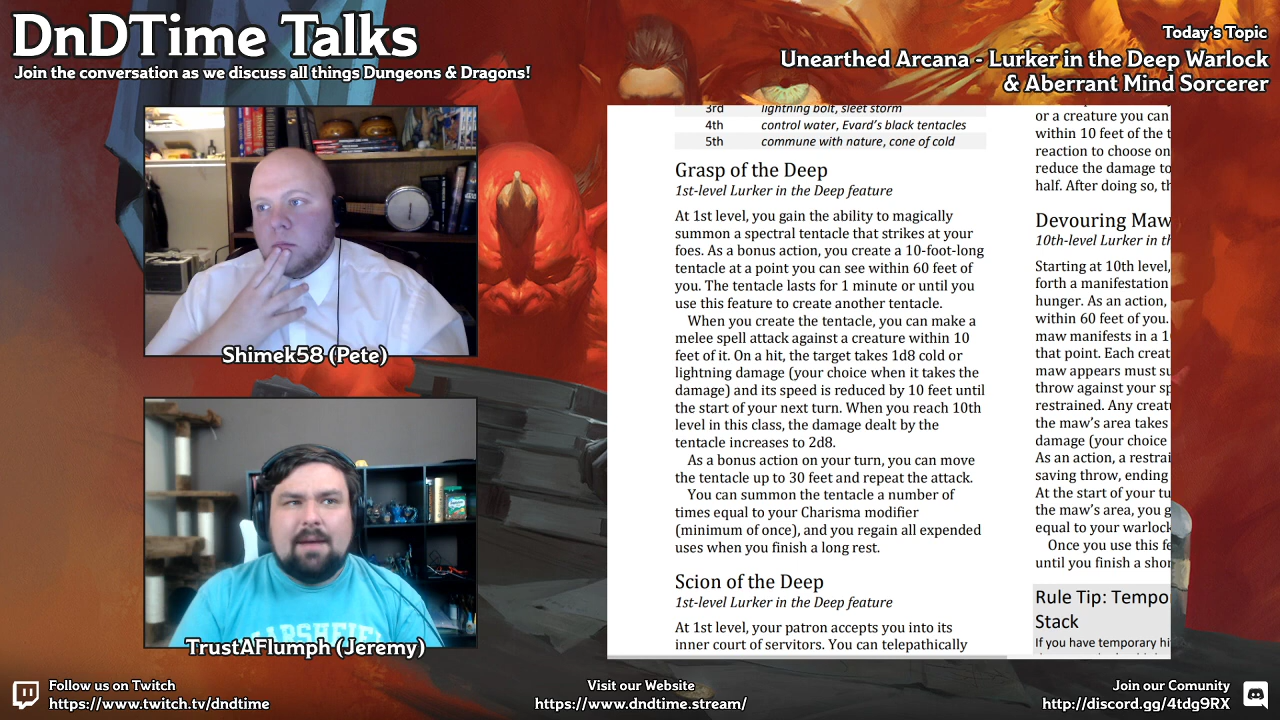 DnDTime Talks
Join the conversation as we discuss all things Dungeons & Dragons!
Today's Topic
Unearthed Arcana - Lurker in the Deep Warlock
& Aberrant Mind Sorcerer
Shimek58 (Pete)
TrustAFlumph (Jeremy)
MARSHFIELD
3rd lightning bolt, sleet storm
4th control water, Evard's black tentacles
5th commune with nature, cone of cold
Grasp of the Deep
1st-level Lurker in the Deep feature
At 1st level, you gain the ability to magically
summon a spectral tentacle that strikes at your
foes. As a bonus action, you create a 10-foot-long
tentacle at a point you can see within 60 feet of
you. The tentacle lasts for 1 minute or until you
use this feature to create another tentacle.
When you create the tentacle, you can make a
melee spell attack against a creature within 10
feet of it. On a hit, the target takes 1d8 cold or
lightning damage (your choice when it takes the
damage) and its speed is reduced by 10 feet until
the start of your next turn. When you reach 10th
level in this class, the damage dealt by the
tentacle increases to 2d8.
As a bonus action on your turn, you can move
the tentacle up to 30 feet and repeat the attack.
You can summon the tentacle a number of
times equal to your Charisma modifier
(minimum of once), and you regain all expended
uses when you finish a long rest.
Scion of the Deep
1st-level Lurker in the Deep feature
At 1st level, your patron accepts you into its
inner court of servitors. You can telepathically
or a creature you can
within 10 feet of the t
reaction to choose on
reduce the damage to
half. After doing so, th
Devouring Maw
10th-level Lurker in th
Starting at 10th level,
forth a manifestation
hunger. As an action,
within 60 feet of you.
maw manifests in a 1
that point. Each creat
maw appears must su
throw against your sp
restrained. Any creatu
the maw's area takes
damage (your choice
As an action, a restrai
saving throw, ending
At the start of your tu
the maw's area, you g
equal to your warlock
Once you use this fe
until you finish a shor
Rule Tip: Tempo
Stack
If you have temporary hi
Follow us on Twitch
https://www.twitch.tv/dndtime
Visit our Website
https://www.dndtime.stream/
Join our Comunity
http://discord.gg/4tdg9RX